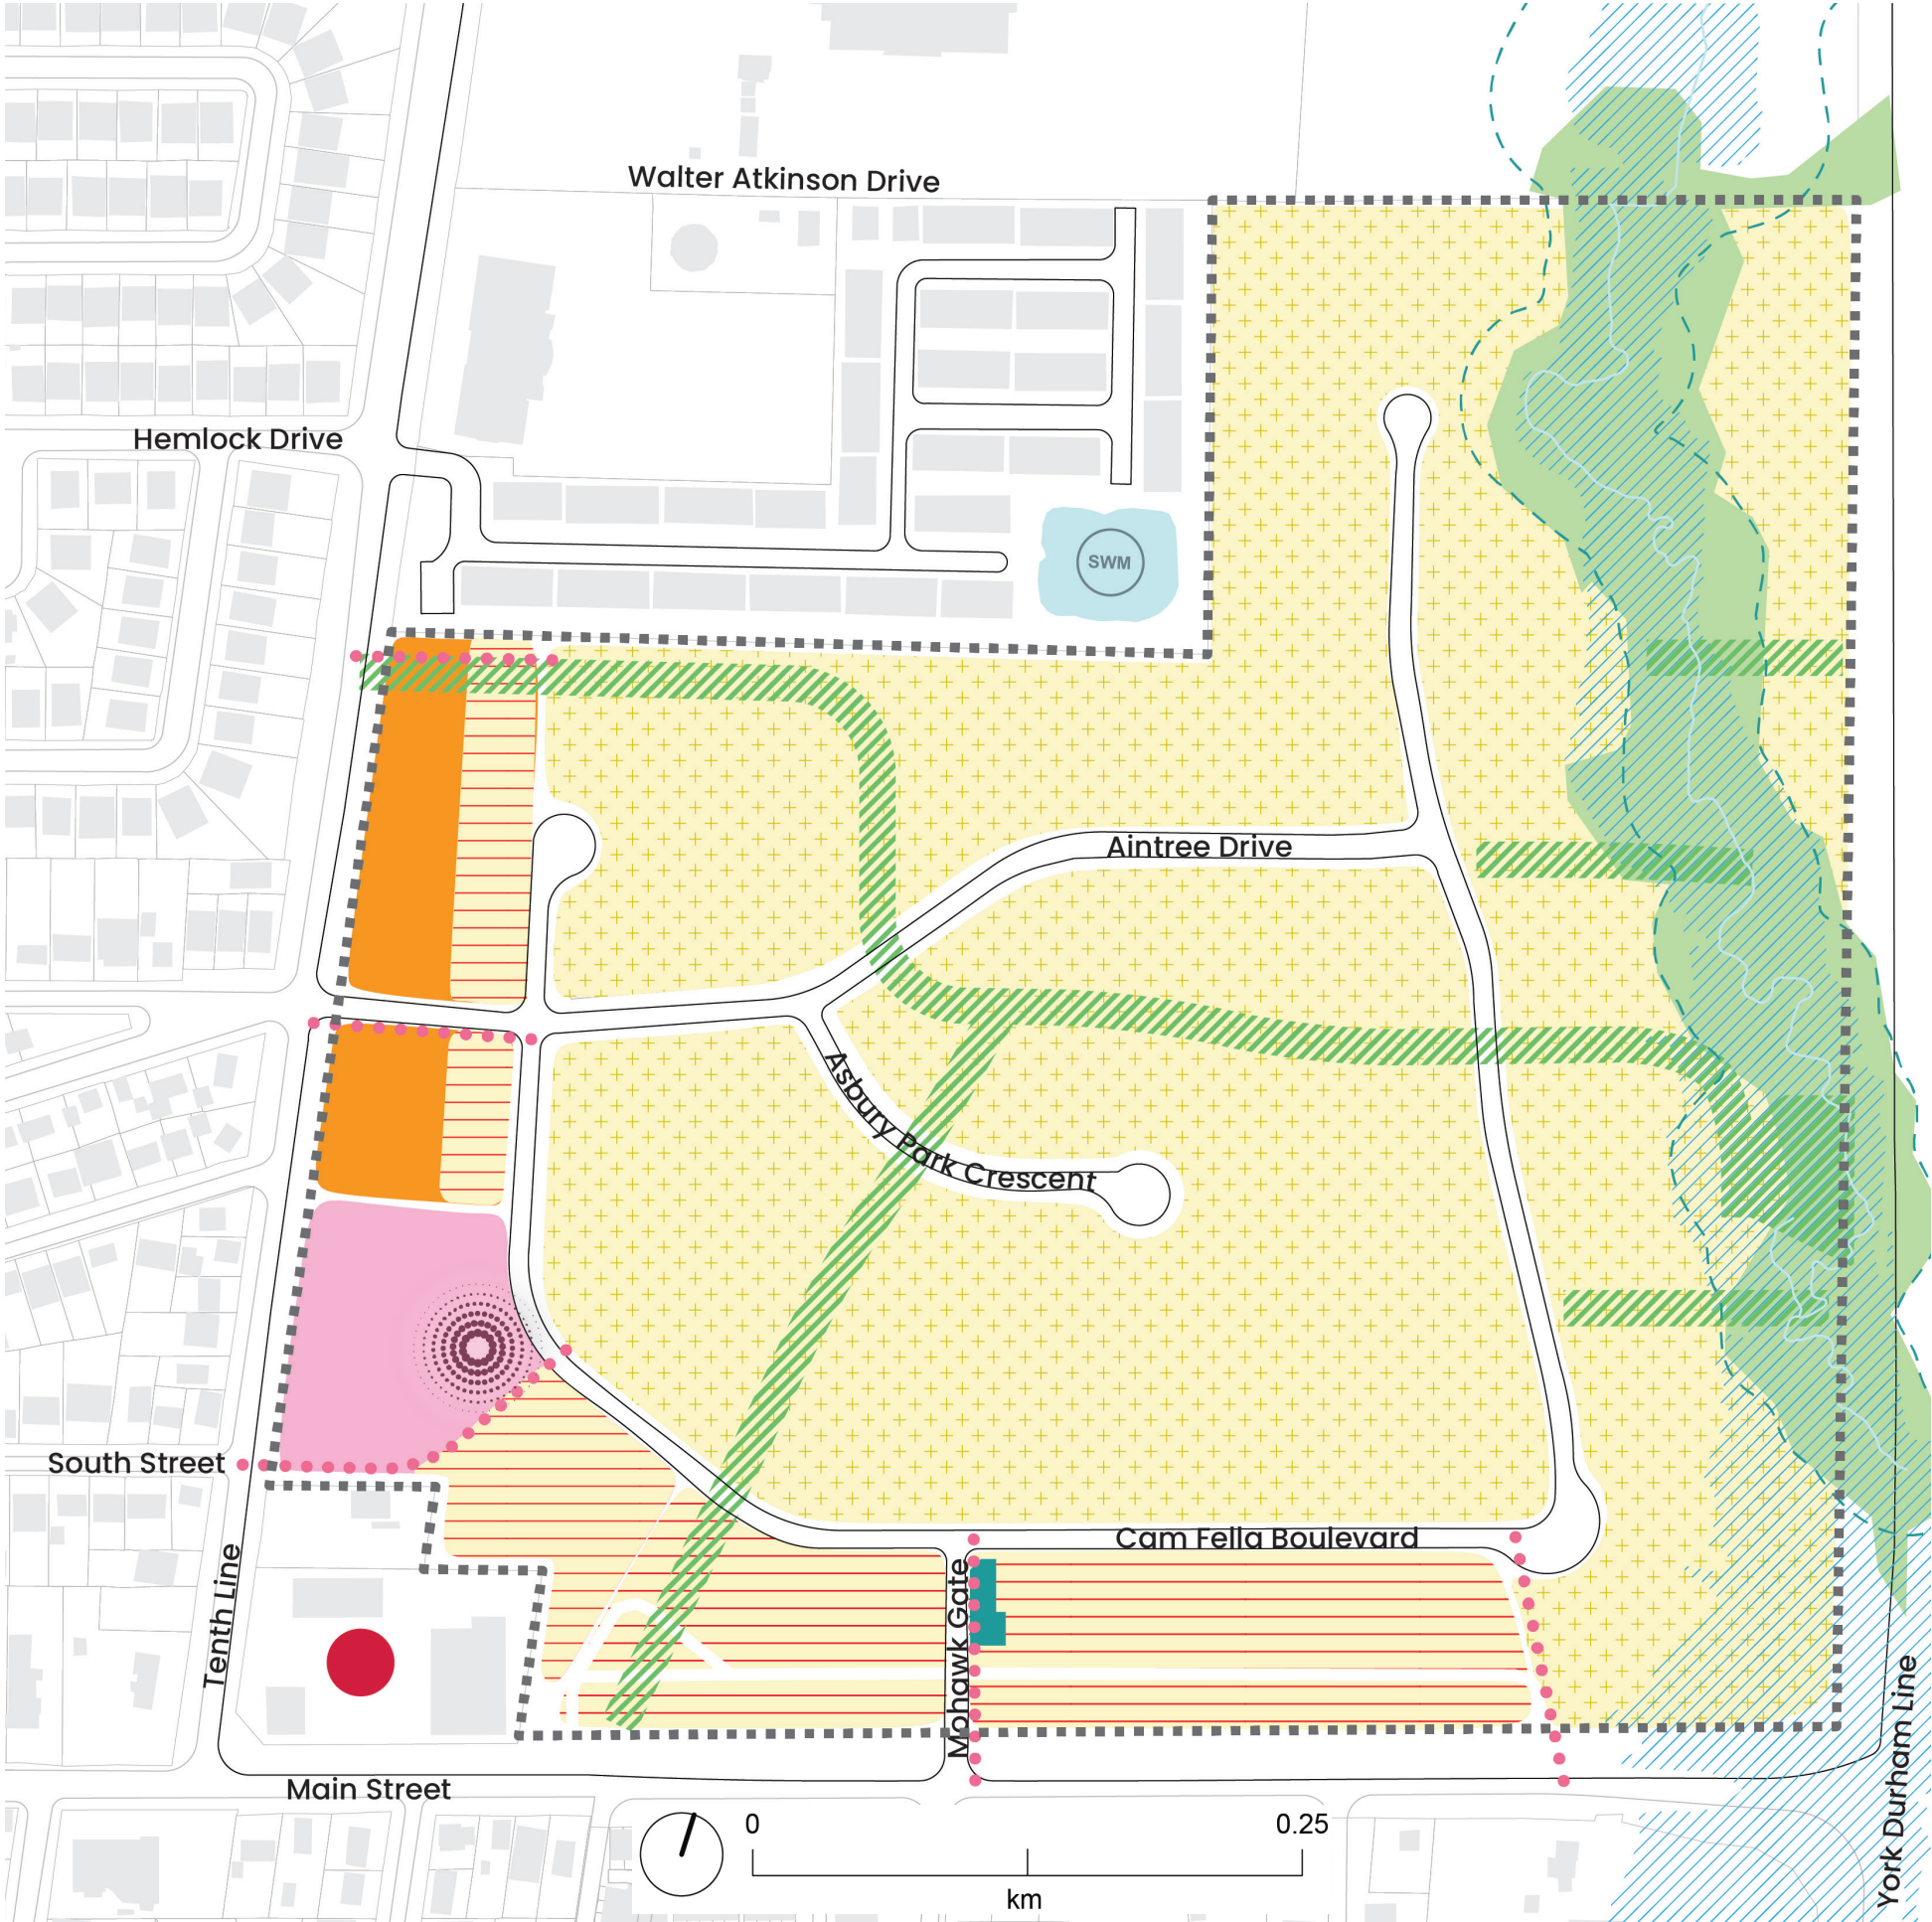 Walter Atkinson Drive
Hemlock Drive
SWM
Aintree Drive
Asbury Park Crescent
South Street
Cam Fella Boulevard
Tenth Line
Mohawk Gate
York Durham Line
Main Street
0
0.25
km